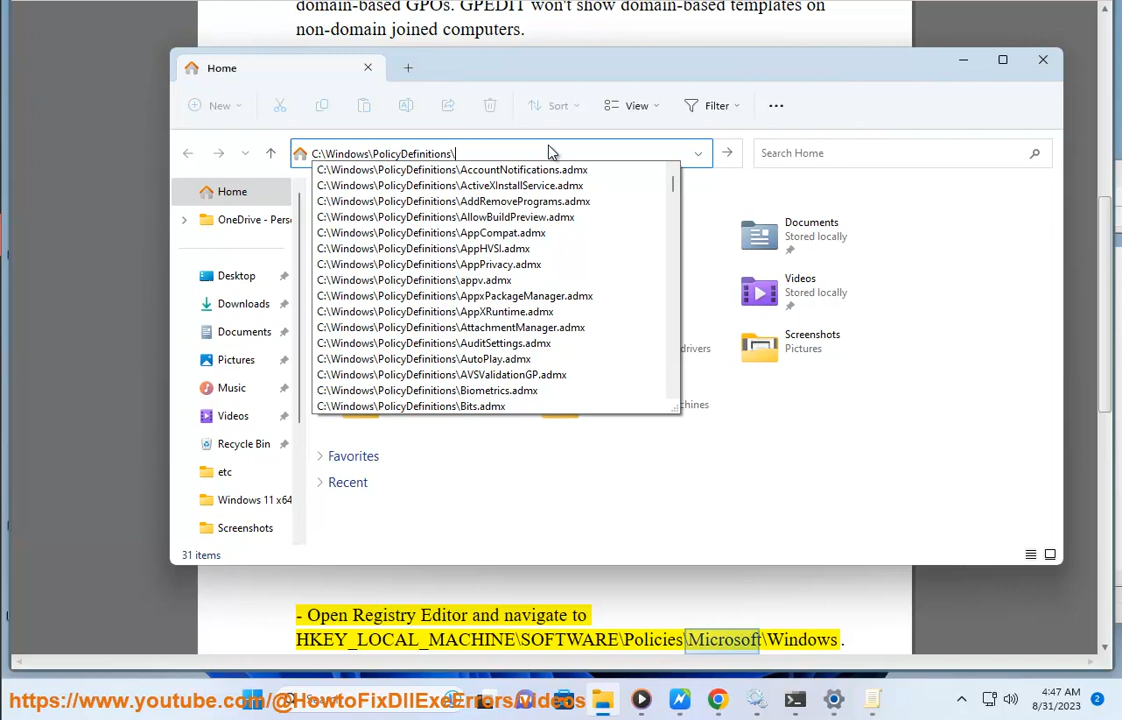 domain-based GPOs. GPEDIT won't show domain-based templates on
non-domain joined computers.
Home
New
Sort
View
Filter
C:\Windows\PolicyDefinitions\
Search Home
C:\Windows\PolicyDefinitions\AccountNotifications.admx
C:\Windows\PolicyDefinitions\ActiveXInstallService.admx
C:\Windows\PolicyDefinitions\AddRemovePrograms.admx
C:\Windows\PolicyDefinitions\AllowBuildPreview.admx
C:\Windows\PolicyDefinitions\AppCompat.admx
C:\Windows\PolicyDefinitions\AppHVSI.admx
C:\Windows\PolicyDefinitions\AppPrivacy.admx
C:\Windows\PolicyDefinitions\appv.admx
C:\Windows\PolicyDefinitions\AppxPackageManager.admx
C:\Windows\PolicyDefinitions\AppXRuntime.admx
C:\Windows\PolicyDefinitions\AttachmentManager.admx
C:\Windows\PolicyDefinitions\AuditSettings.admx
C:\Windows\PolicyDefinitions\AutoPlay.admx
C:\Windows\PolicyDefinitions\AVSValidationGP.admx
C:\Windows\PolicyDefinitions\Biometrics.admx
C:\Windows\PolicyDefinitions\Bits.admx
Home
OneDrive - Pers
Desktop
Downloads
Documents
Pictures
Music
Videos
Recycle Bin
etc
Windows 11 x64
Screenshots
Documents
Stored locally
Videos
Stored locally
Screenshots
Pictures
drivers
hines
Favorites
Recent
31 items
- Open Registry Editor and navigate to
HKEY_LOCAL_MACHINE\SOFTWARE\Policies\Microsoft\Windows.
https://www.youtube.com/@HowtoFixDllExeErrors/videos
4:47 AM
8/31/2023
2